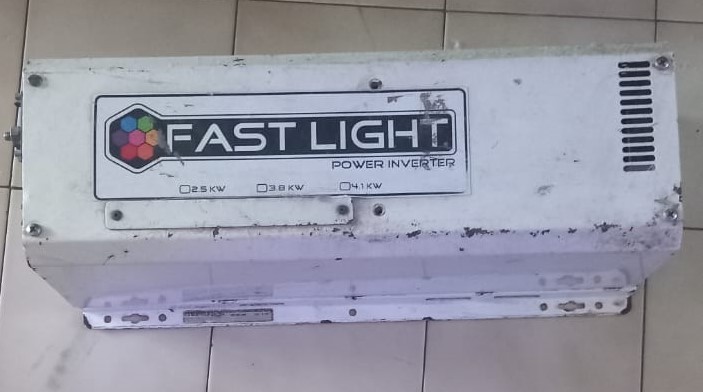 FAST LIGHT
POWER INVERTER
2.5 KW 3.8 KW 4.1 KW